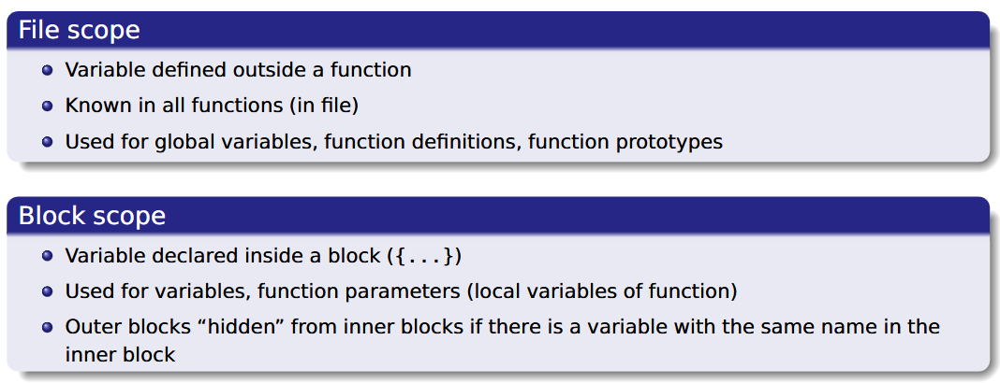 File scope
Variable defined outside a function
Known in all functions (in file)
Used for global variables, function definitions, function prototypes
Block scope
Variable declared inside a block ({...})
Used for variables, function parameters (local variables of function)
Outer blocks “hidden” from inner blocks if there is a variable with the same name in the
inner block